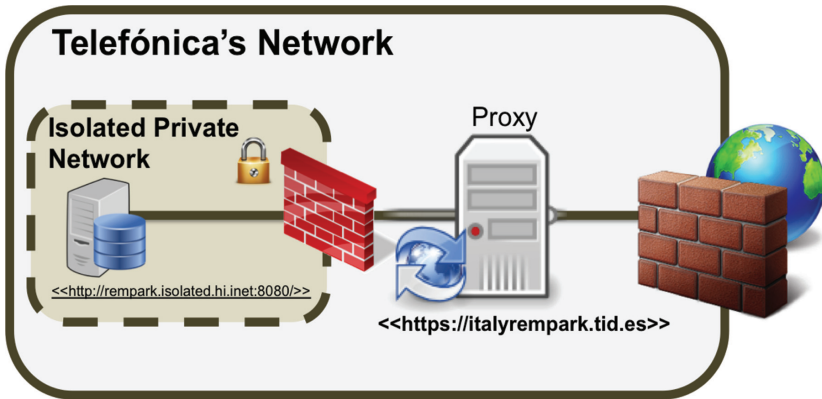 Telefónica's Network
Isolated Private
Network
Proxy
<<http://rempark.isolated.hi.inet:8080/>>
<<https://italyrempark.tid.es>>